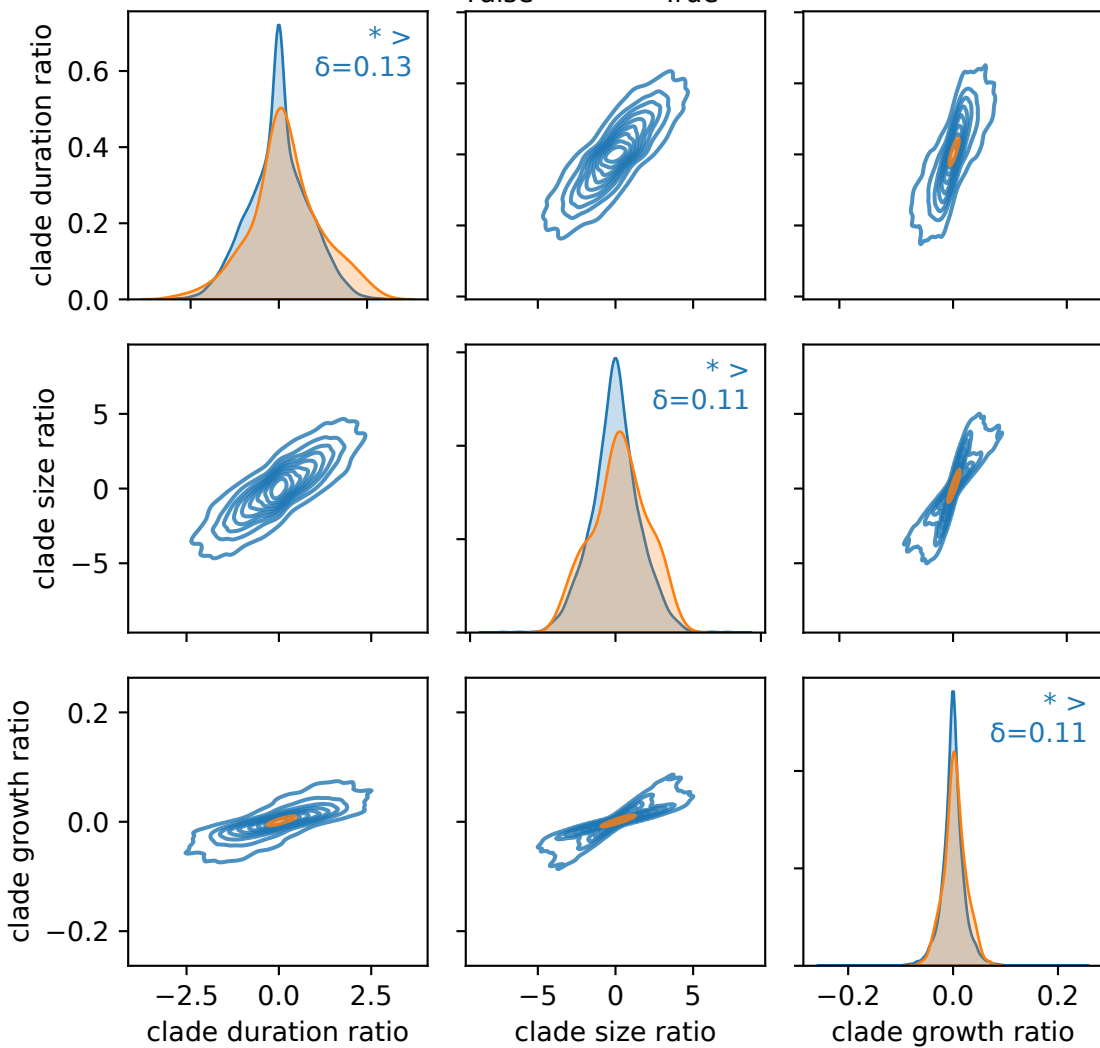 False True
clade duration ratio
0.6
0.4
0.2
0.0
* >
δ=0.13
clade size ratio
5
0
−5
* >
δ=0.11
clade growth ratio
0.2
0.0
−0.2
* >
δ=0.11
−2.5 0.0 2.5
−5 0 5
−0.2 0.0 0.2
clade duration ratio
clade size ratio
clade growth ratio